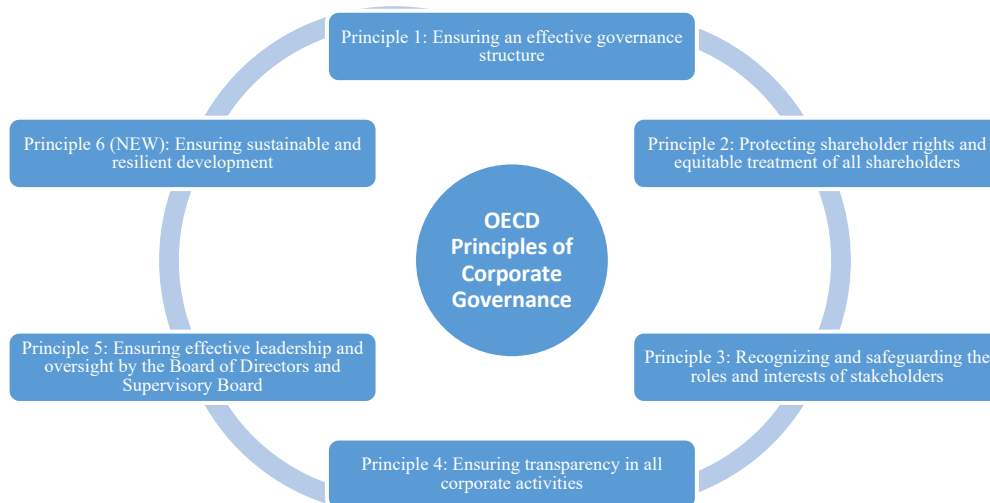 Principle 1: Ensuring an effective governance
structure
Principle 6 (NEW): Ensuring sustainable and
resilient development
Principle 2: Protecting shareholder rights and
equitable treatment of all shareholders
OECD
Principles of
Corporate
Governance
Principle 5: Ensuring effective leadership and
oversight by the Board of Directors and
Supervisory Board
Principle 3: Recognizing and safeguarding the
roles and interests of stakeholders
Principle 4: Ensuring transparency in all
corporate activities